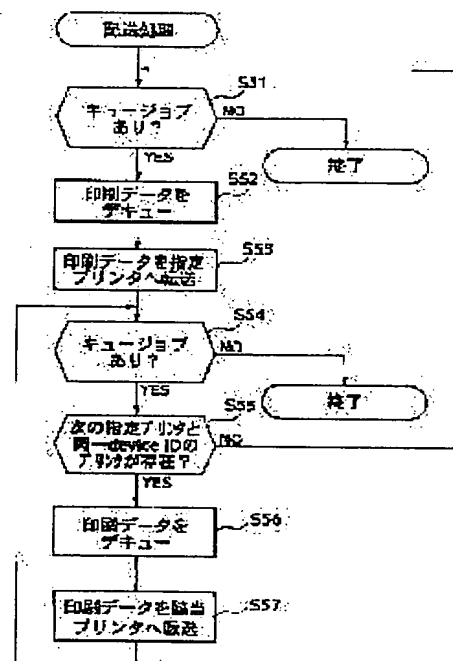 配送処理
S51
キュージョブ
あり?
NO
YES
終了
印刷データを
デキュー
S52
印刷データを指定
プリンタへ転送
S53
キュージョブ
あり?
S54
NO
YES
終了
次の指定プリンタと
同一device IDの
プリンタが存在?
S55
NO
YES
印刷データを
デキュー
S56
印刷データを該当
プリンタへ転送
S57